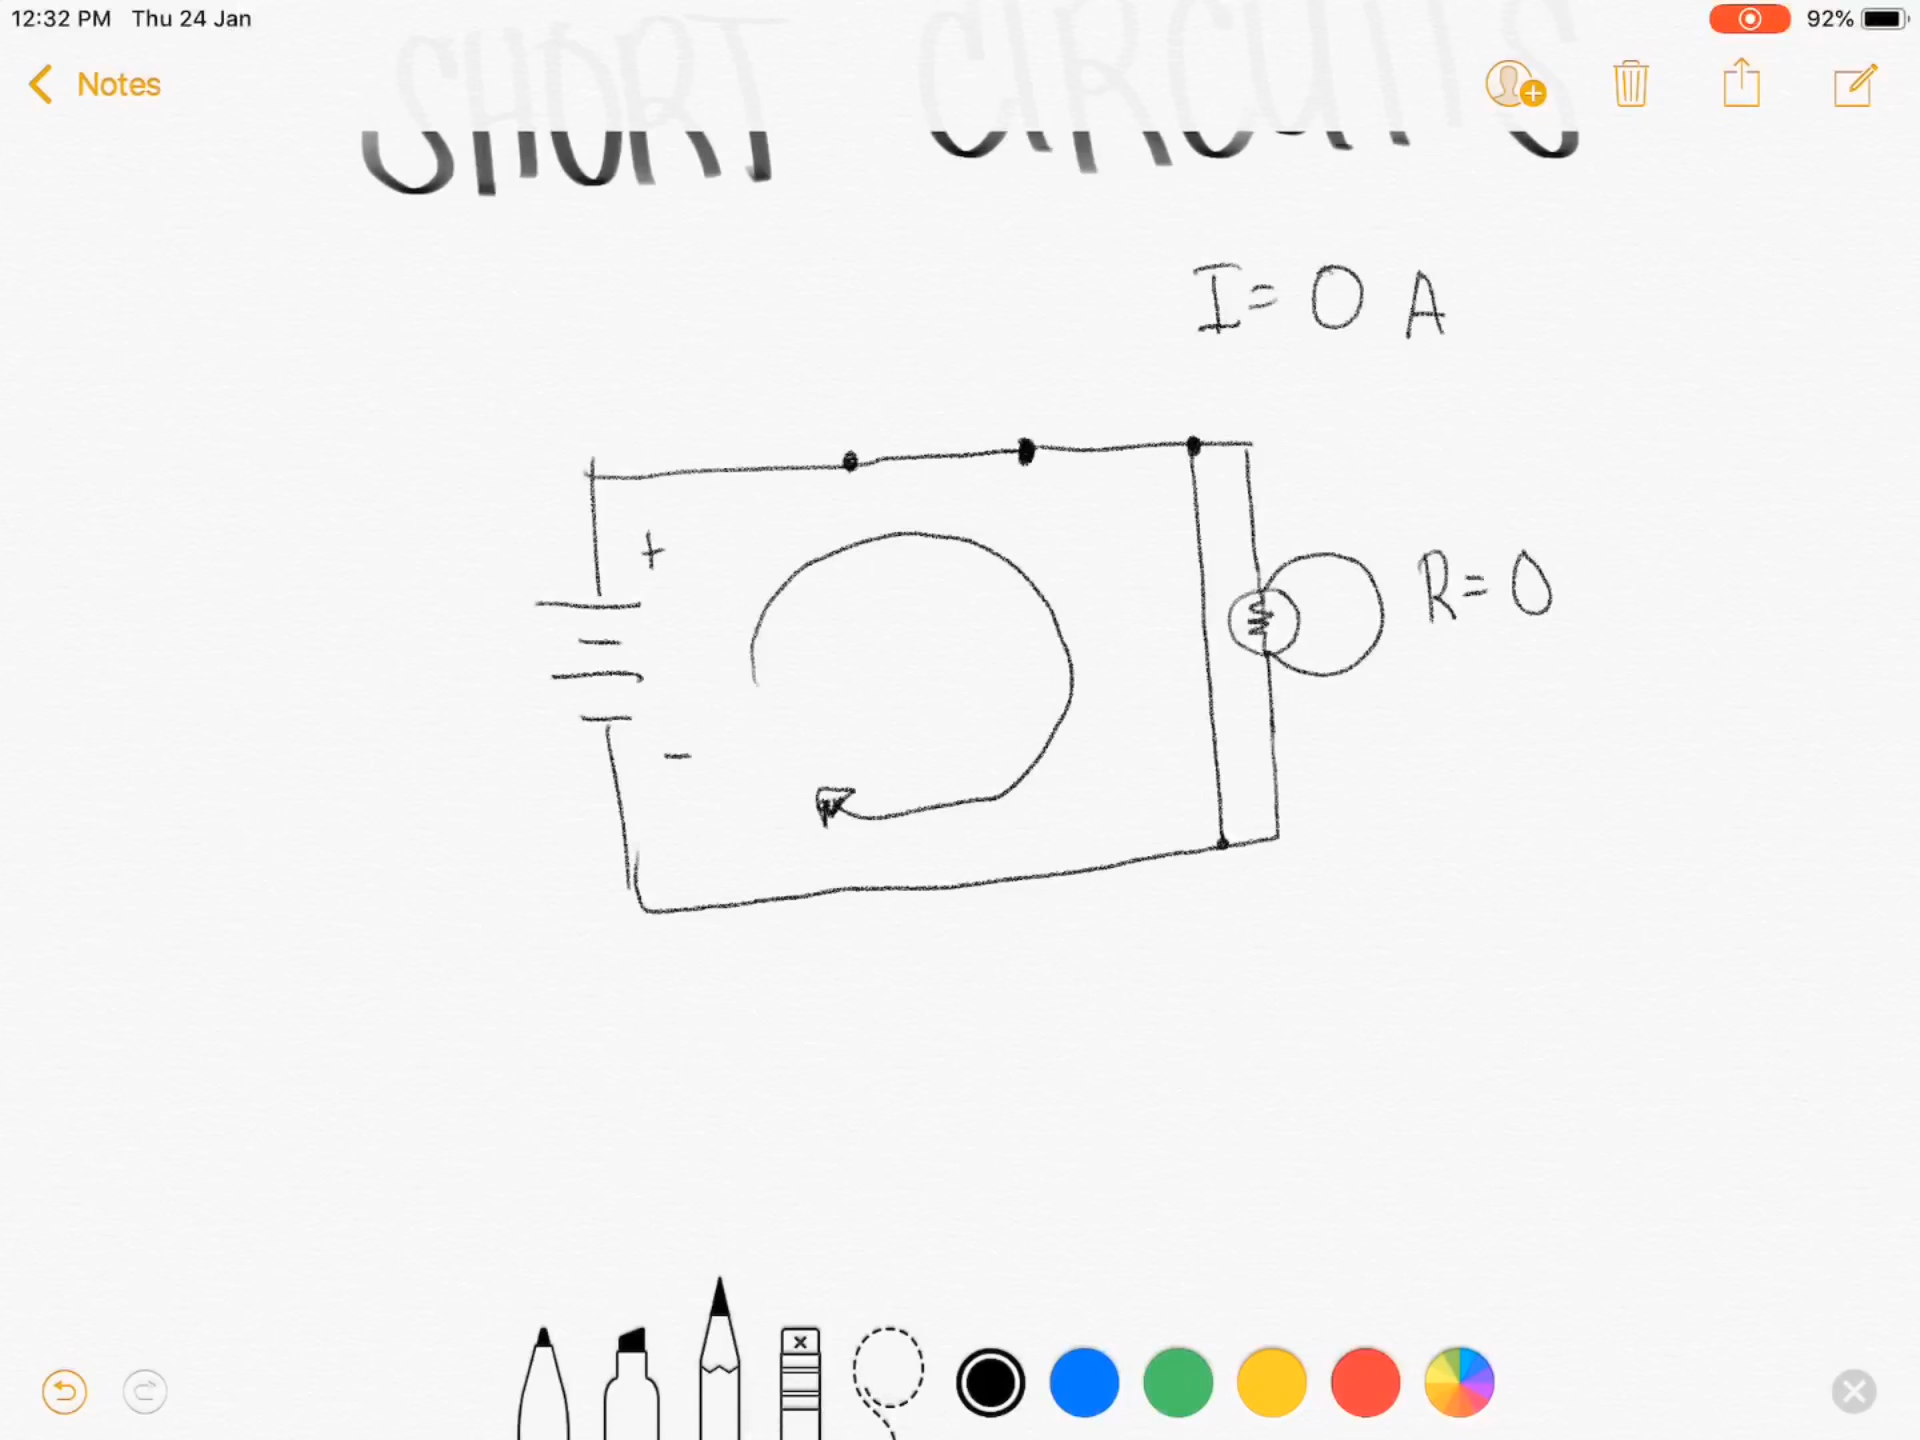 12:32 PM Thu 24 Jan
92%
Notes
SHORT CIRCUITS
I = 0 A
+
R = 0
-